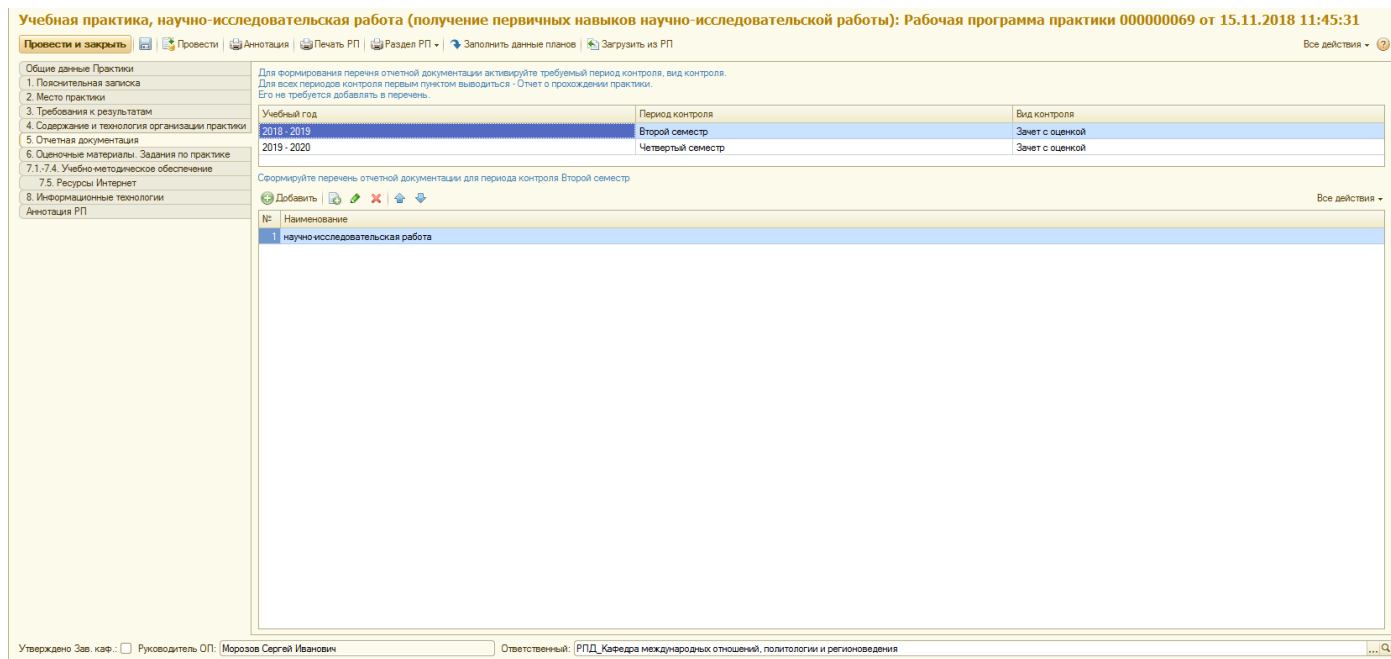 Учебная практика, научно-исследовательская работа (получение первичных навыков научно-исследовательской работы): Рабочая программа практики 000000069 от 15.11.2018 11:45:31
Провести и закрыть Провести Аннотация Печать РП Раздел РП Заполнить данные планов Загрузить из РП Все действия ?
Общие данные Практики
1. Пояснительная записка
2. Место практики
3. Требования к результатам
4. Содержание и технология организации практики
5. Отчетная документация
6. Оценочные материалы. Задания по практике
7.1.-7.4. Учебно-методическое обеспечение
7.5. Ресурсы Интернет
8. Информационные технологии
Аннотация РП
Для формирования перечня отчетной документации активируйте требуемый период контроля, вид контроля.
Для всех периодов контроля первым пунктом выводиться - Отчет о прохождении практики.
Его не требуется добавлять в перечень.
Учебный год Период контроля Вид контроля
2018 - 2019 Второй семестр Зачет с оценкой
2019 - 2020 Четвертый семестр Зачет с оценкой
Сформируйте перечень отчетной документации для периода контроля Второй семестр
Добавить Все действия
№ Наименование
1 научно-исследовательская работа
Утверждено Зав. каф.: Руководитель ОП: Морозов Сергей Иванович Ответственный: РПД_Кафедра международных отношений, политологии и регионоведения ...